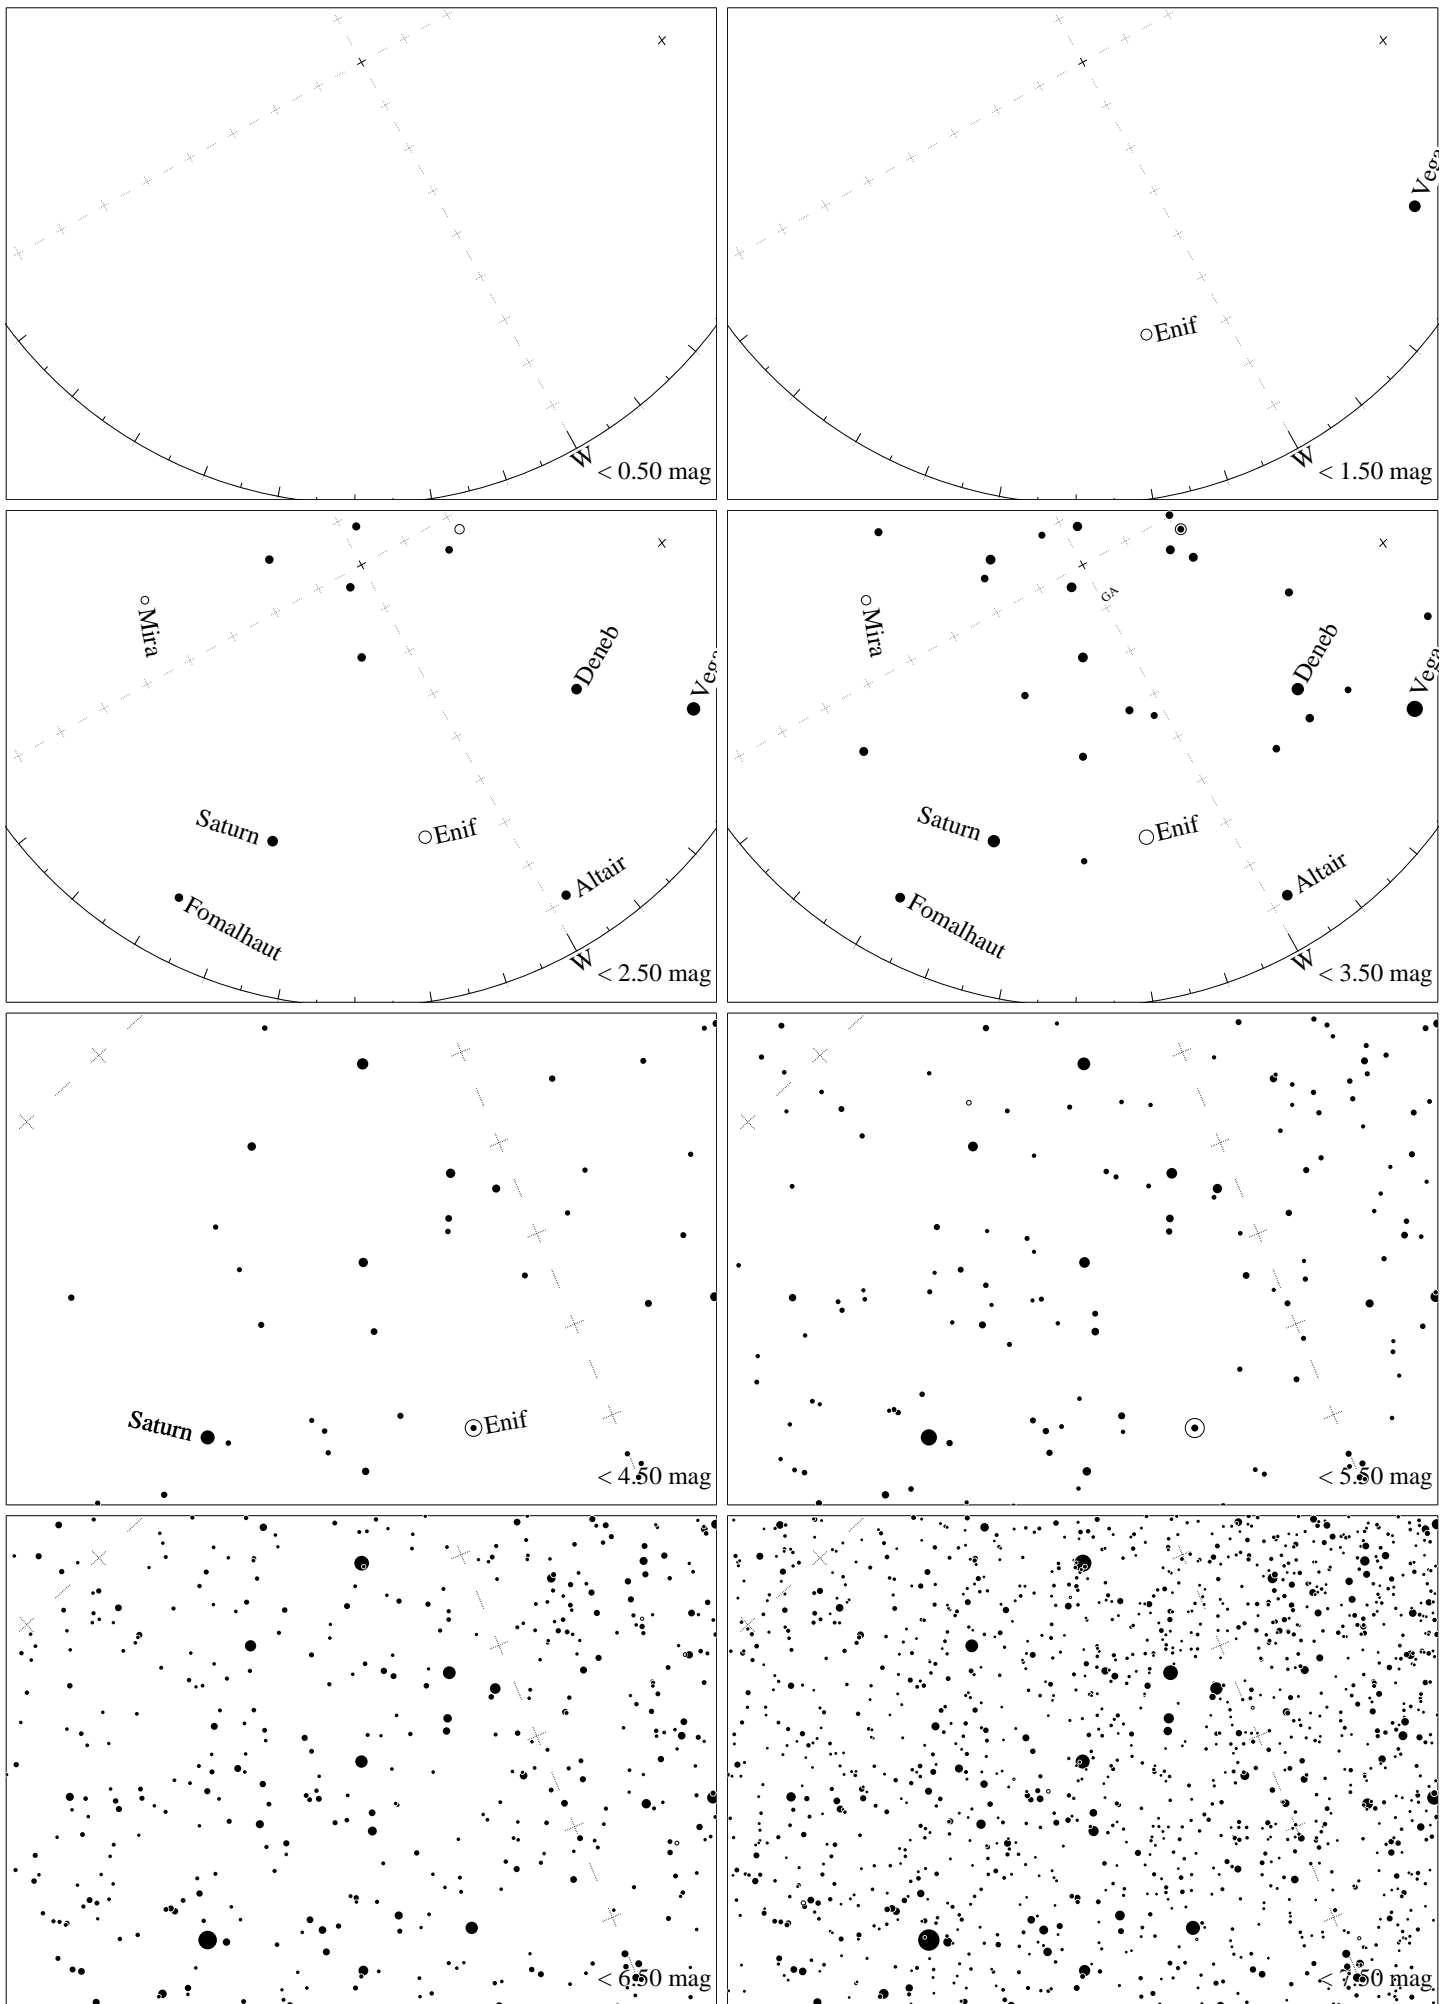 W
< 0.50 mag
Vega
Enif
W
< 1.50 mag
Mira
Deneb
Saturn
Enif
Altair
Fomalhaut
W
< 2.50 mag
GA
Mira
Deneb
Vega
Saturn
Enif
Altair
Fomalhaut
W
< 3.50 mag
Saturn
Enif
< 4.50 mag
< 5.50 mag
< 6.50 mag
< 7.50 mag